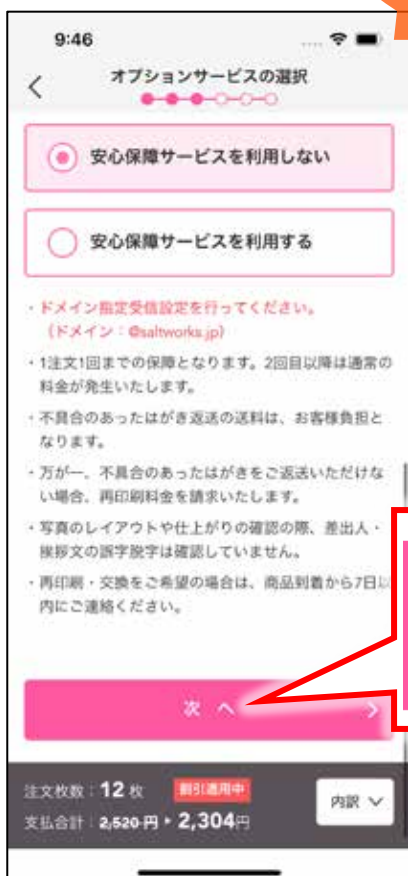 9:46
オプションサービスの選択
安心保障サービスを利用しない
安心保障サービスを利用する
・ドメイン指定受信設定を行ってください。
(ドメイン：@saltworks.jp)
・1注文1回までの保障となります。2回目以降は通常の
料金が発生いたします。
・不具合のあったはがき返送の送料は、お客様負担と
なります。
・万が一、不具合のあったはがきをご返送いただけな
い場合、再印刷料金を請求いたします。
・写真のレイアウトや仕上がりの確認の際、差出人・
挨拶文の誤字脱字は確認していません。
・再印刷・交換をご希望の場合は、商品到着から7日以
内にご連絡ください。
次 へ
注文枚数：12 枚 割引適用中
支払合計：2,520 円 ▶ 2,304円
内訳